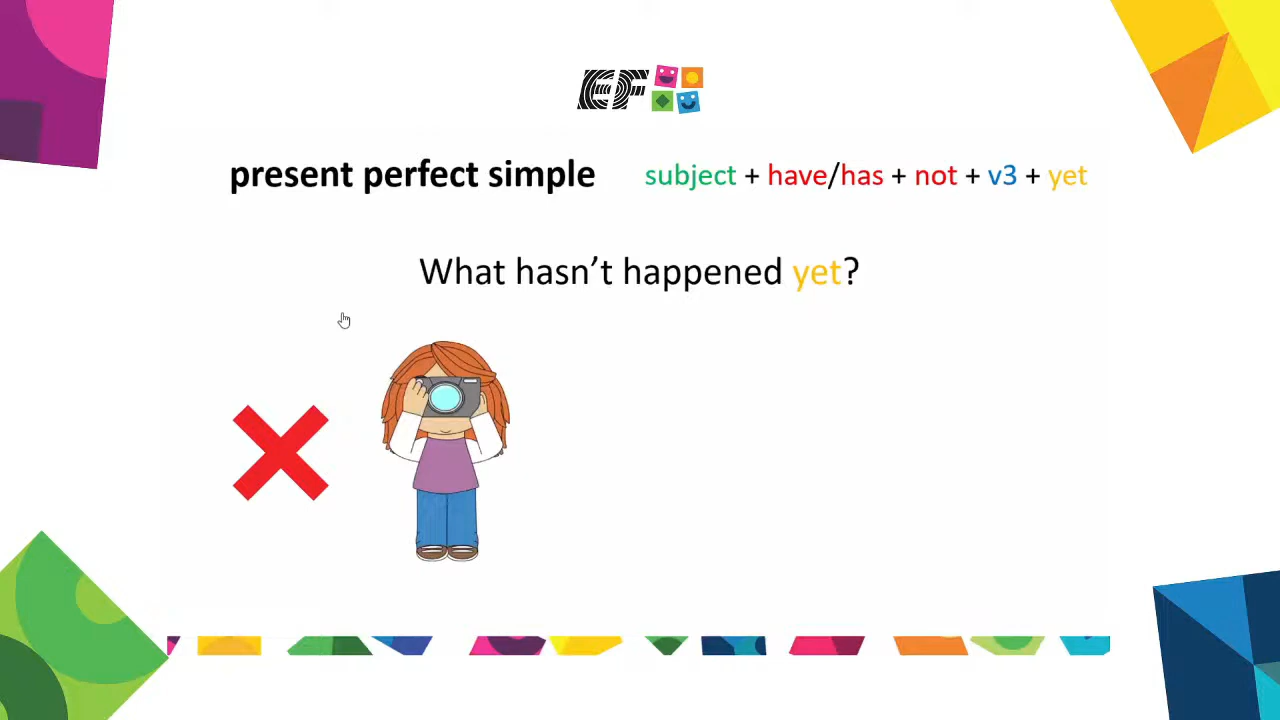 EF
present perfect simple subject + have/has + not + v3 + yet
What hasn’t happened yet?